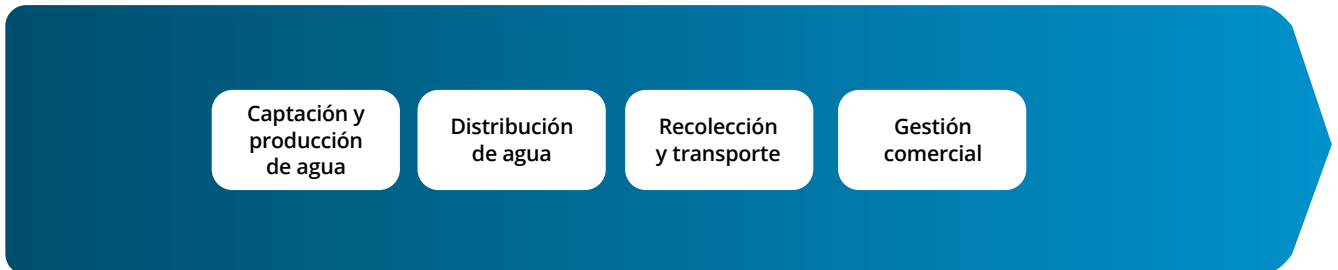 Captación y
producción
de agua
Distribución
de agua
Recolección
y transporte
Gestión
comercial